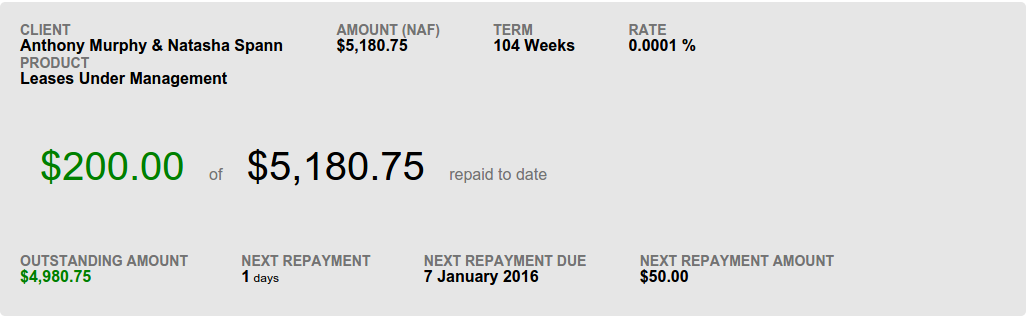 CLIENT AMOUNT (NAF) TERM RATE
Anthony Murphy & Natasha Spann $5,180.75 104 Weeks 0.0001 %
PRODUCT
Leases Under Management
$200.00 of $5,180.75 repaid to date
OUTSTANDING AMOUNT NEXT REPAYMENT NEXT REPAYMENT DUE NEXT REPAYMENT AMOUNT
$4,980.75 1 days 7 January 2016 $50.00